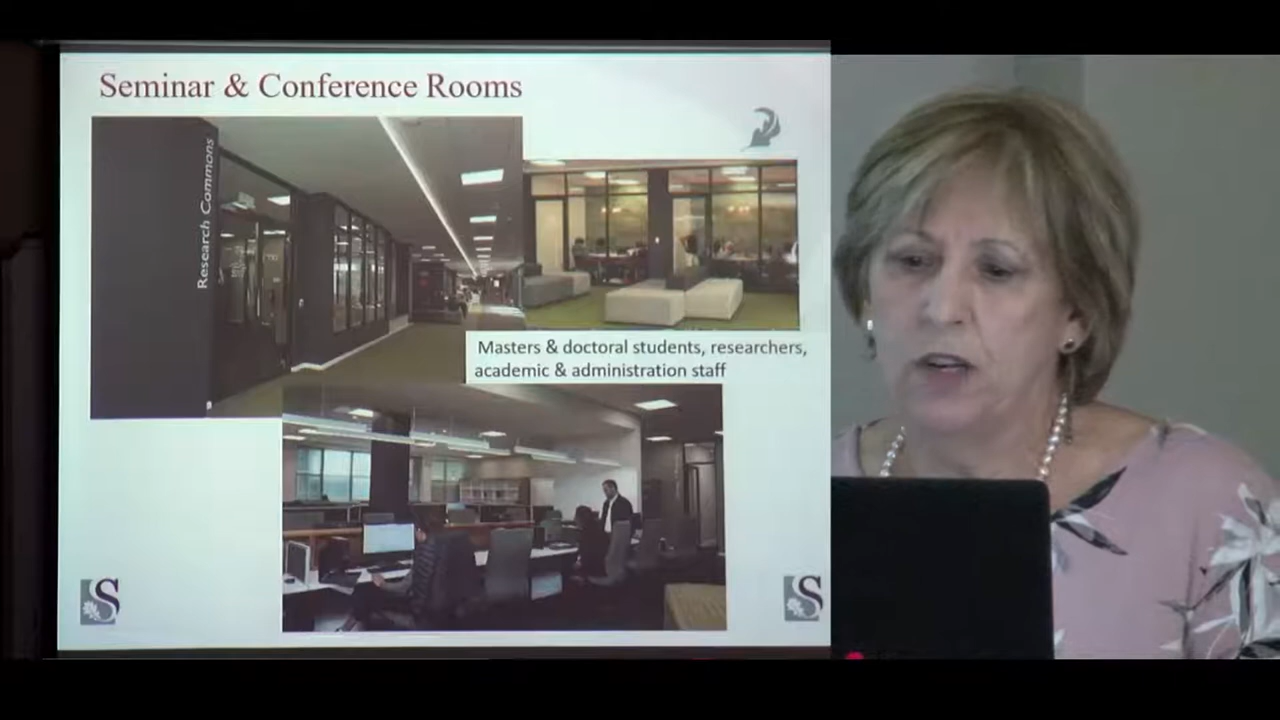 Seminar & Conference Rooms
Research Commons
Masters & doctoral students, researchers,
academic & administration staff
S
S